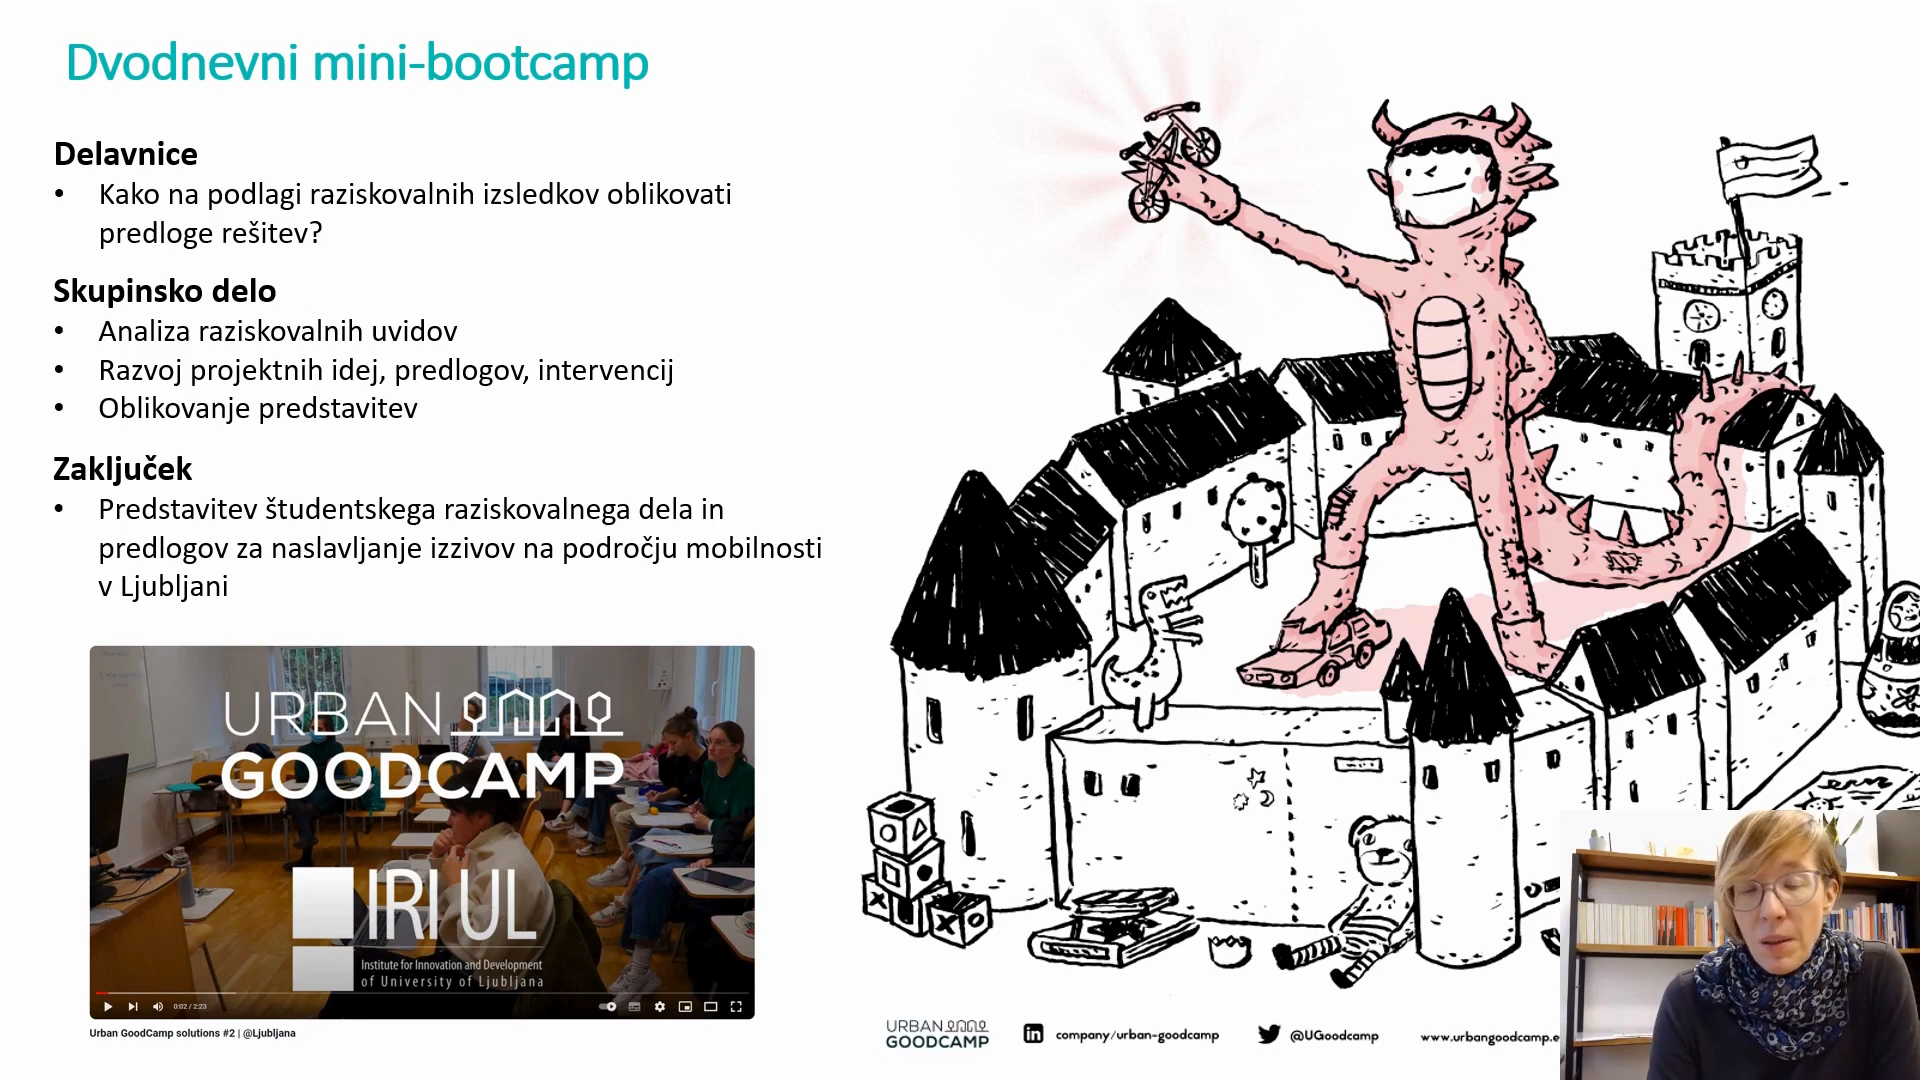 Dvodnevni mini-bootcamp
Delavnice
• Kako na podlagi raziskovalnih izsledkov oblikovati
predloge rešitev?
Skupinsko delo
• Analiza raziskovalnih uvidov
• Razvoj projektnih idej, predlogov, intervencij
• Oblikovanje predstavitev
Zaključek
• Predstavitev študentskega raziskovalnega dela in
predlogov za naslavljanje izzivov na področju mobilnosti
v Ljubljani
URBAN
GOODCAMP
IRI UL
Institute for Innovation and Development
of University of Ljubljana
0:02 / 2:23
Urban GoodCamp solutions #2 | @Ljubljana
URBAN
GOODCAMP
company/urban-goodcamp
@UGoodcamp
www.urbangoodcamp.e